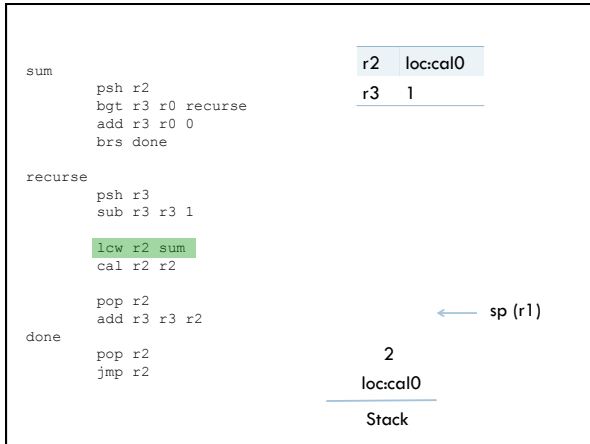 sum
psh r2
bgt r3 r0 recurse
add r3 r0 0
brs done
recurse
psh r3
sub r3 r3 1
lcw r2 sum
cal r2 r2
pop r2
add r3 r3 r2
done
pop r2
jmp r2
r2 loc:cal0
r3 1
sp (r1)
2
loc:cal0
Stack